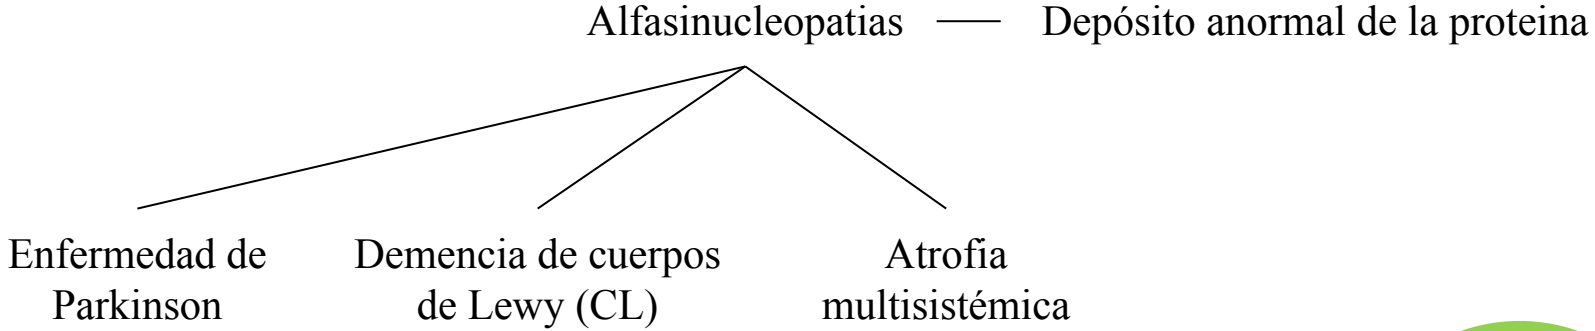 Alfasinucleopatias — Depósito anormal de la proteina
Enfermedad de
Parkinson
Demencia de cuerpos
de Lewy (CL)
Atrofia
multisistémica